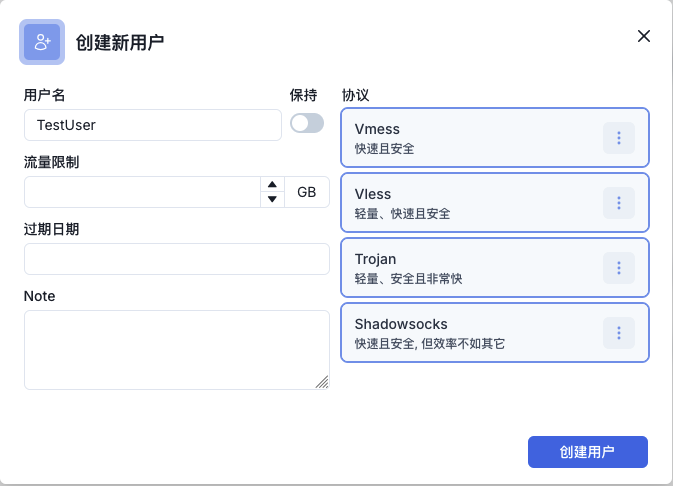 创建新用户
用户名
保持
TestUser
流量限制
GB
过期日期
Note
协议
Vmess
快速且安全
Vless
轻量、快速且安全
Trojan
轻量、安全且非常快
Shadowsocks
快速且安全, 但效率不如其它
创建用户